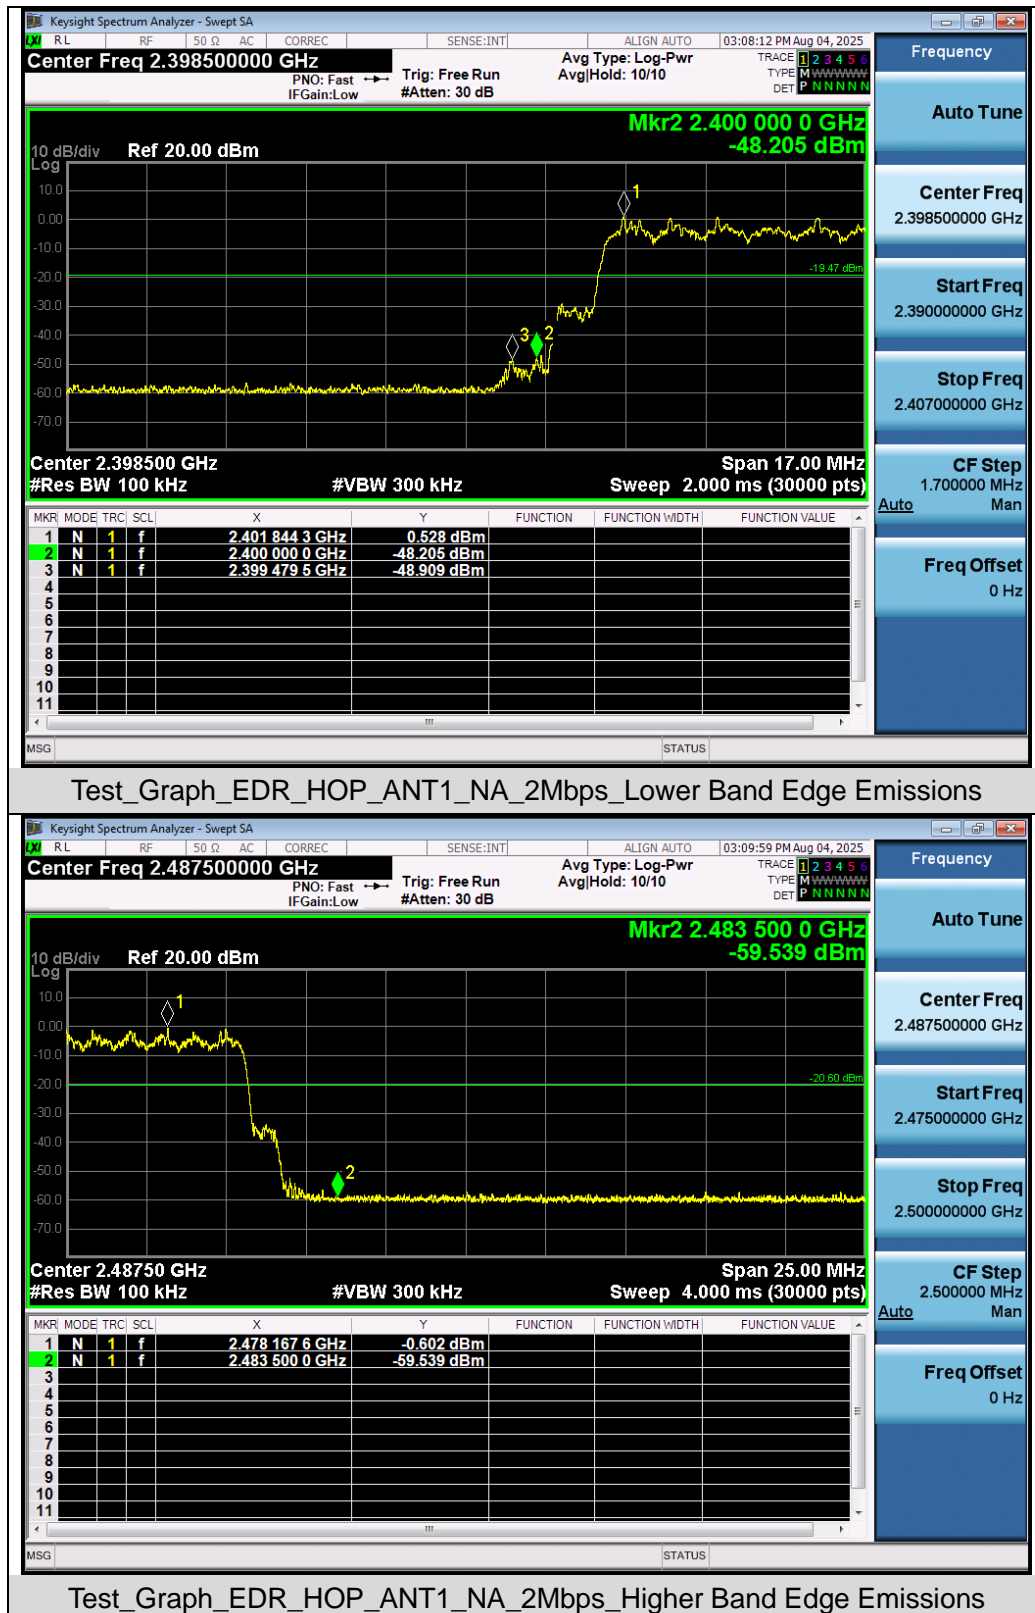 Keysight Spectrum Analyzer - Swept SA
LXI RL RF 50 Ω AC CORREC SENSE:INT ALIGN AUTO 03:08:12 PM Aug 04, 2025
Center Freq 2.398500000 GHz Avg Type: Log-Pwr TRACE 1 2 3 4 5 6
PNO: Fast Trig: Free Run Avg|Hold: 10/10 TYPE M W W W W W
IFGain:Low #Atten: 30 dB DET P N N N N N
Frequency
Auto Tune
Center Freq
2.398500000 GHz
Start Freq
2.390000000 GHz
Stop Freq
2.407000000 GHz
CF Step
1.700000 MHz
Auto Man
Freq Offset
0 Hz
Mkr2 2.400 000 0 GHz
-48.205 dBm
10 dB/div Ref 20.00 dBm
Log
10.0
0.00
-10.0
-20.0
-30.0
-40.0
-50.0
-60.0
-70.0
1
-19.47 dBm
3 2
Center 2.398500 GHz Span 17.00 MHz
#Res BW 100 kHz #VBW 300 kHz Sweep 2.000 ms (30000 pts)
MKR MODE TRC SCL X Y FUNCTION FUNCTION WIDTH FUNCTION VALUE
1 N 1 f 2.401 844 3 GHz 0.528 dBm
2 N 1 f 2.400 000 0 GHz -48.205 dBm
3 N 1 f 2.399 479 5 GHz -48.909 dBm
4
5
6
7
8
9
10
11
MSG STATUS
Test_Graph_EDR_HOP_ANT1_NA_2Mbps_Lower Band Edge Emissions
Keysight Spectrum Analyzer - Swept SA
LXI RL RF 50 Ω AC CORREC SENSE:INT ALIGN AUTO 03:09:59 PM Aug 04, 2025
Center Freq 2.487500000 GHz Avg Type: Log-Pwr TRACE 1 2 3 4 5 6
PNO: Fast Trig: Free Run Avg|Hold: 10/10 TYPE M W W W W W
IFGain:Low #Atten: 30 dB DET P N N N N N
Frequency
Auto Tune
Center Freq
2.487500000 GHz
Start Freq
2.475000000 GHz
Stop Freq
2.500000000 GHz
CF Step
2.500000 MHz
Auto Man
Freq Offset
0 Hz
Mkr2 2.483 500 0 GHz
-59.539 dBm
10 dB/div Ref 20.00 dBm
Log
10.0
0.00
-10.0
-20.0
-30.0
-40.0
-50.0
-60.0
-70.0
1
-20.60 dBm
2
Center 2.48750 GHz Span 25.00 MHz
#Res BW 100 kHz #VBW 300 kHz Sweep 4.000 ms (30000 pts)
MKR MODE TRC SCL X Y FUNCTION FUNCTION WIDTH FUNCTION VALUE
1 N 1 f 2.478 167 6 GHz -0.602 dBm
2 N 1 f 2.483 500 0 GHz -59.539 dBm
3
4
5
6
7
8
9
10
11
MSG STATUS
Test_Graph_EDR_HOP_ANT1_NA_2Mbps_Higher Band Edge Emissions